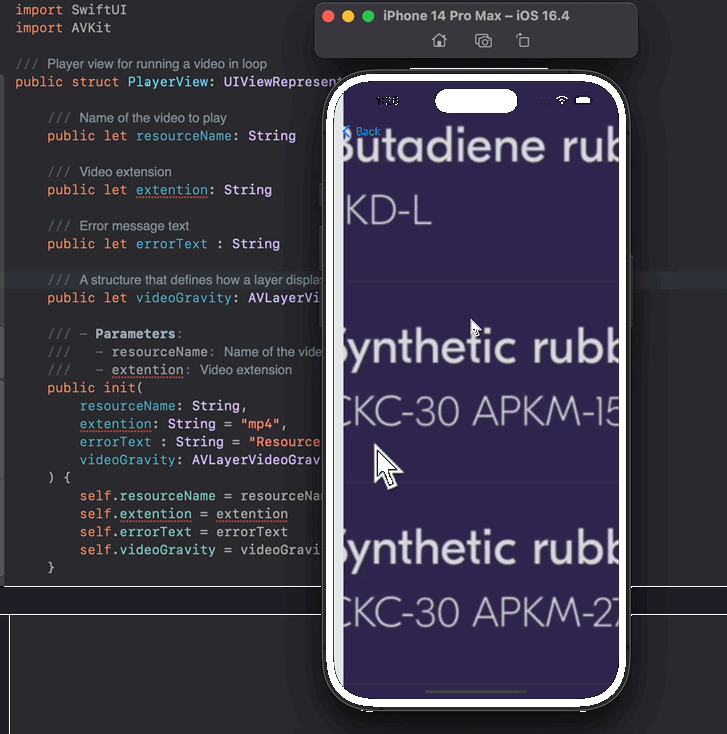 import SwiftUI
import AVKit
/// Player view for running a video in loop
public struct PlayerView: UIViewRepresent
/// Name of the video to play
public let resourceName: String
/// Video extension
public let extention: String
/// Error message text
public let errorText : String
/// A structure that defines how a layer displa
public let videoGravity: AVLayerVi
/// - Parameters:
///   - resourceName: Name of the vide
///   - extention: Video extension
public init(
resourceName: String,
extention: String = "mp4",
errorText : String = "Resource
videoGravity: AVLayerVideoGrav
) {
self.resourceName = resourceNa
self.extention = extention
self.errorText = errorText
self.videoGravity = videoGravi
}
iPhone 14 Pro Max – iOS 16.4
Back
Butadiene rub
KD-L
Synthetic rubb
CKC-30 APKM-15
Synthetic rubb
CKC-30 APKM-27